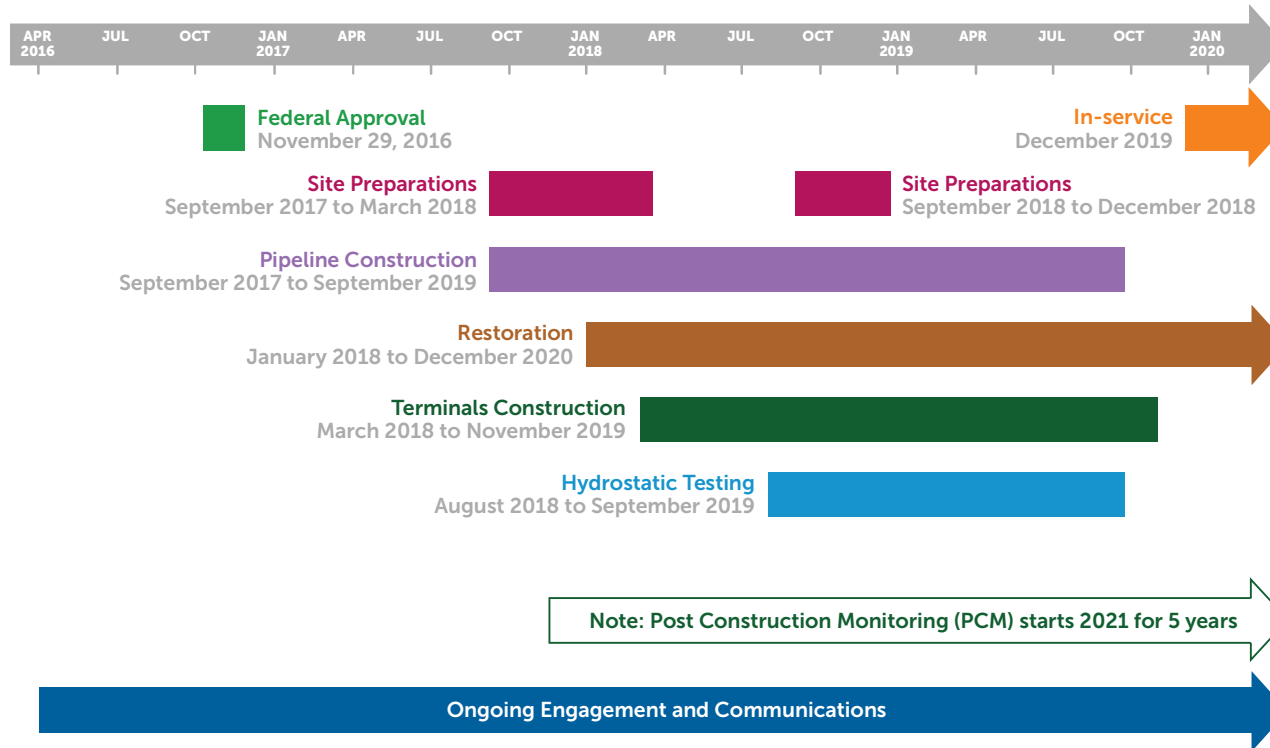 APR JUL OCT JAN APR JUL OCT JAN APR JUL OCT JAN APR JUL OCT JAN
2016 2017 2018 2019 2020
Federal Approval
November 29, 2016
In-service
December 2019
Site Preparations
September 2017 to March 2018
Site Preparations
September 2018 to December 2018
Pipeline Construction
September 2017 to September 2019
Restoration
January 2018 to December 2020
Terminals Construction
March 2018 to November 2019
Hydrostatic Testing
August 2018 to September 2019
Note: Post Construction Monitoring (PCM) starts 2021 for 5 years
Ongoing Engagement and Communications